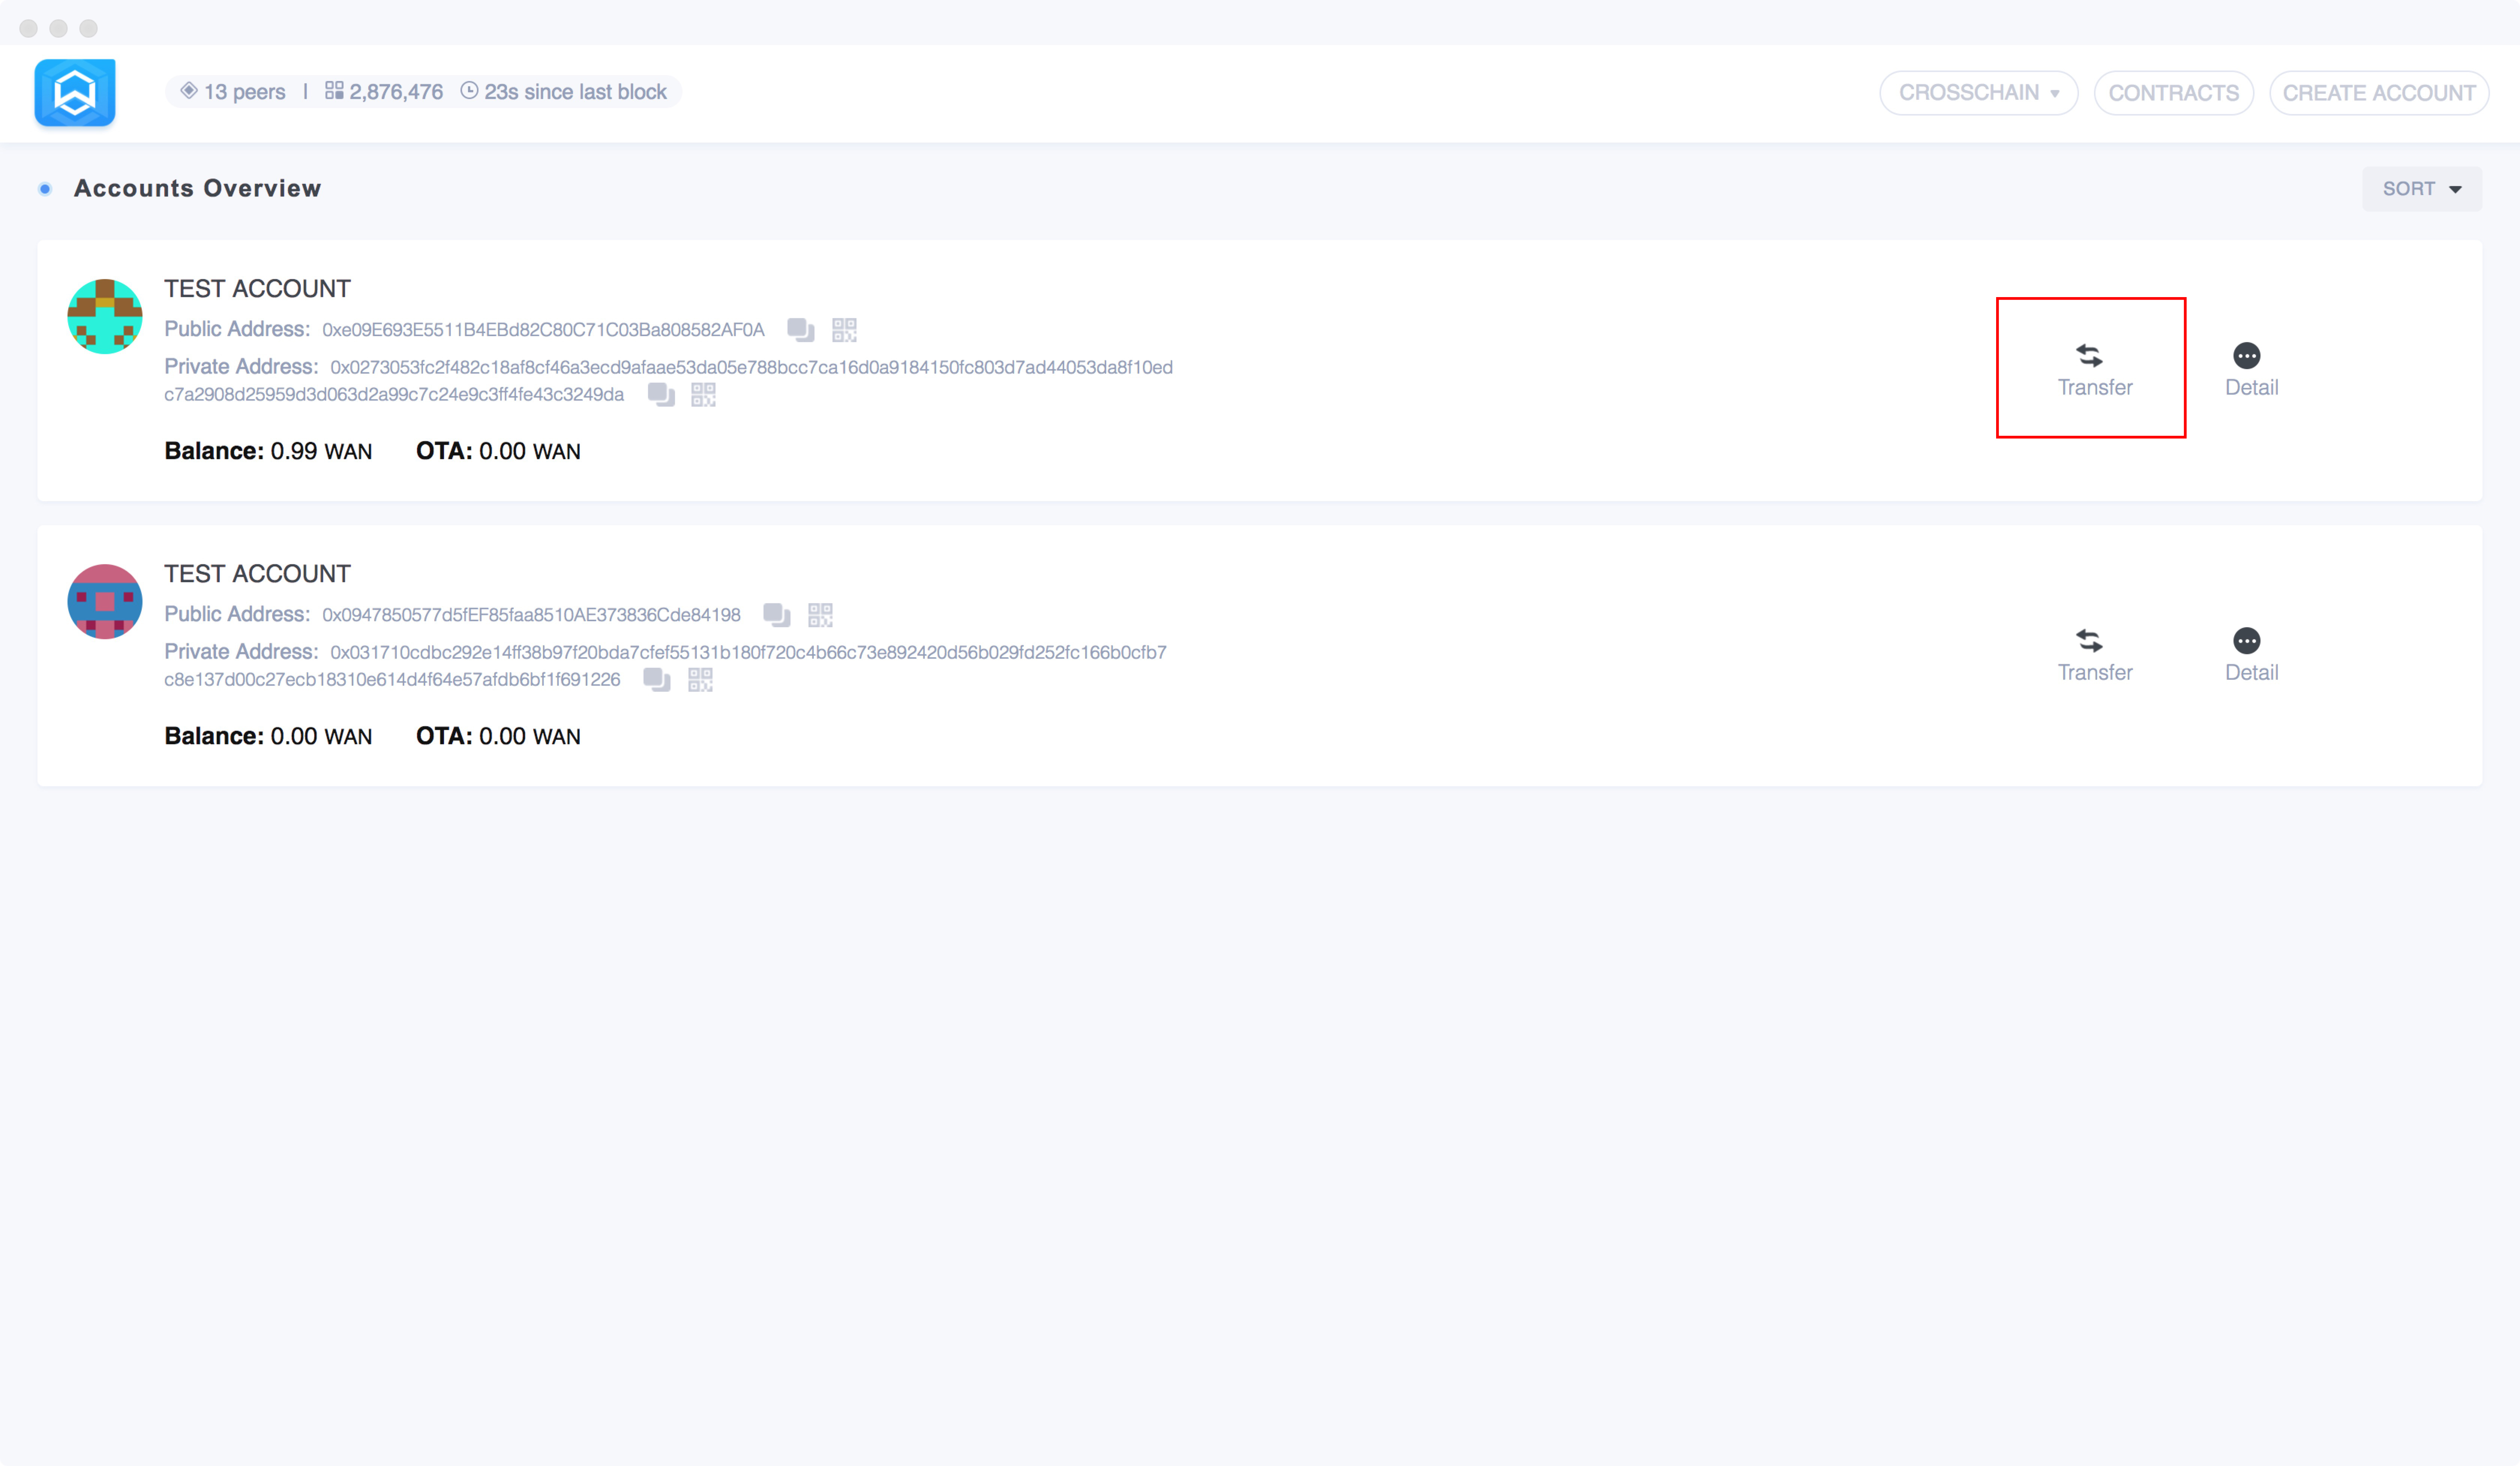 13 peers | 2,876,476 23s since last block
CROSSCHAIN CONTRACTS CREATE ACCOUNT
Accounts Overview
SORT
TEST ACCOUNT
Public Address: 0xe09E693E5511B4EBd82C80C71C03Ba808582AF0A
Private Address: 0x0273053fc2f482c18af8cf46a3ecd9afaae53da05e788bcc7ca16d0a9184150fc803d7ad44053da8f10ed
c7a2908d25959d3d063d2a99c7c24e9c3ff4fe43c3249da
Balance: 0.99 WAN OTA: 0.00 WAN
Transfer Detail
TEST ACCOUNT
Public Address: 0x0947850577d5fEF85faa8510AE373836Cde84198
Private Address: 0x031710cdbc292e14ff38b97f20bda7cfef55131b180f720c4b66c73e892420d56b029fd252fc166b0cfb7
c8e137d00c27ecb18310e614d4f64e57afdb6bf1f691226
Balance: 0.00 WAN OTA: 0.00 WAN
Transfer Detail